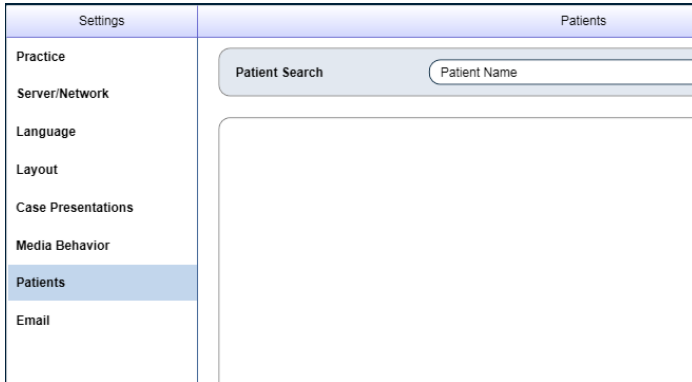 Settings
Patients
Practice
Server/Network
Language
Layout
Case Presentations
Media Behavior
Patients
Email
Patient Search
Patient Name